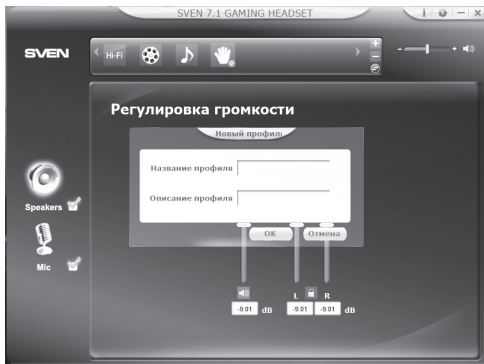 SVEN 7.1 GAMING HEADSET
SVEN
Hi-Fi
Регулировка громкости
Новый профиль
Название профиля
Описание профиля
OK Отмена
Speakers
Mic
L R
-9.01 dB -9.01 -9.01 dB